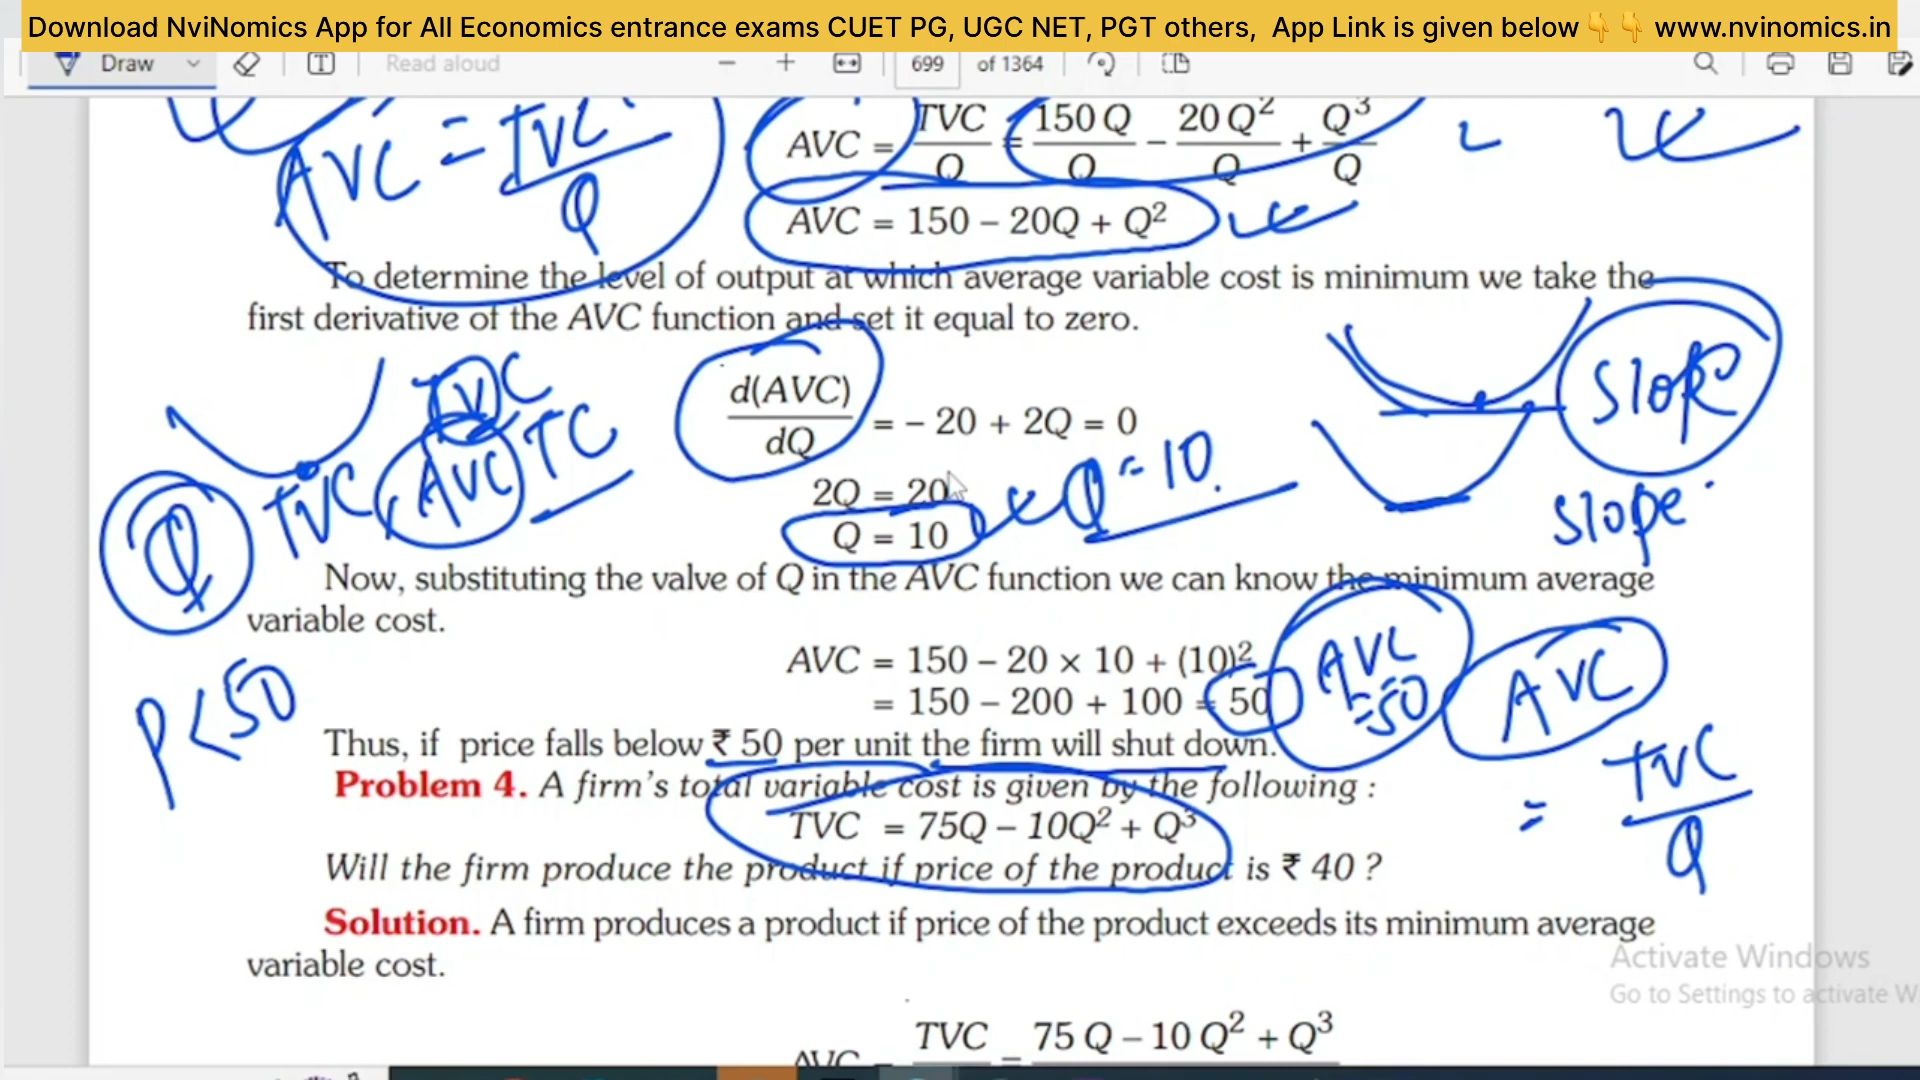 Download NviNomics App for All Economics entrance exams CUET PG, UGC NET, PGT others, App Link is given below👇👇 www.nvinomics.in
Draw Read aloud 699 of 1364
AVC = TVC/Q
AVC = TVC/Q = 150 Q/Q − 20 Q²/Q + Q³/Q
AVC = 150 – 20Q + Q²
To determine the level of output at which average variable cost is minimum we take the
first derivative of the AVC function and set it equal to zero.
Slope
TVC
d(AVC)/dQ = – 20 + 2Q = 0
TVC AVC TC
Q
2Q = 20
Q = 10
Q = 10
slope
Now, substituting the valve of Q in the AVC function we can know the minimum average
variable cost.
AVC = 150 – 20 × 10 + (10)²
= 150 – 200 + 100 = 50
AVC = 50
AVC = TVC/Q
P < 50
Thus, if price falls below ₹ 50 per unit the firm will shut down.
Problem 4. A firm's total variable cost is given by the following :
TVC = 75Q – 10Q² + Q³
Will the firm produce the product if price of the product is ₹ 40 ?
Solution. A firm produces a product if price of the product exceeds its minimum average
variable cost.
Activate Windows
Go to Settings to activate W
AVC = TVC = 75 Q – 10 Q² + Q³